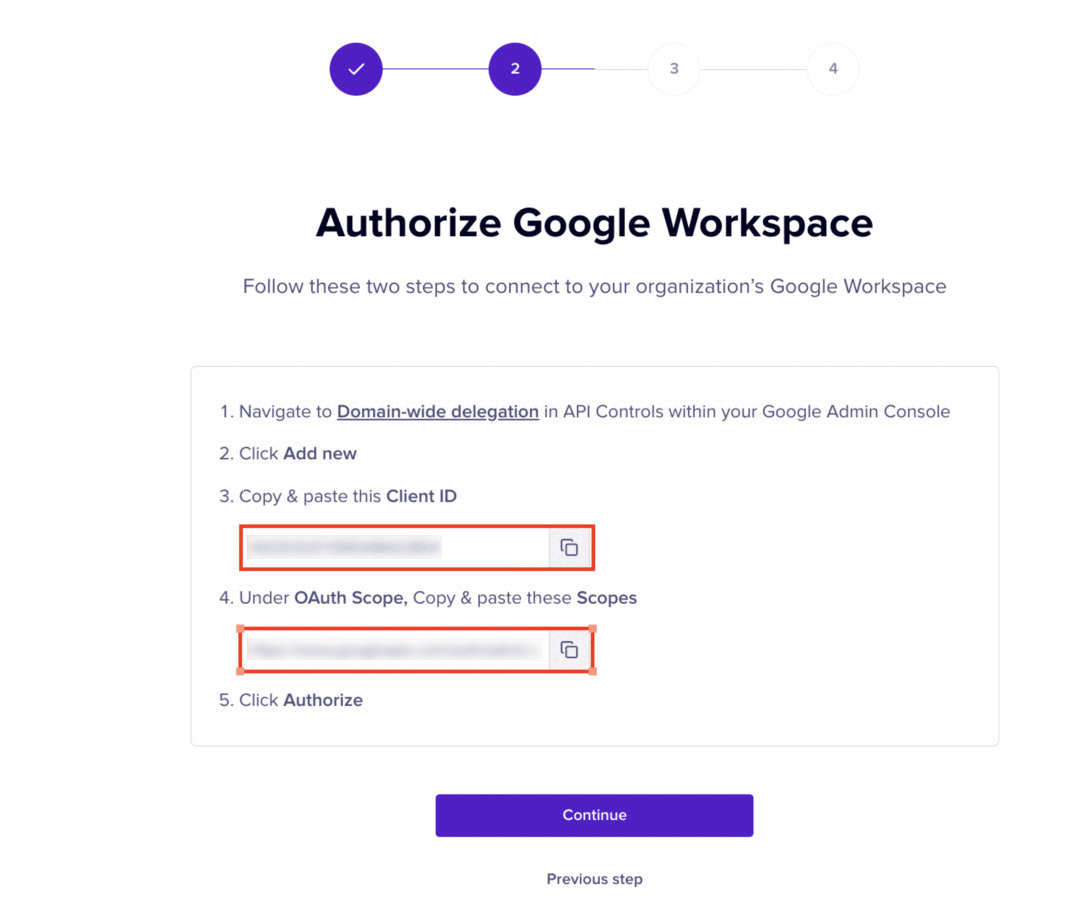 2
3
4
Authorize Google Workspace
Follow these two steps to connect to your organization’s Google Workspace
1. Navigate to Domain-wide delegation in API Controls within your Google Admin Console
2. Click Add new
3. Copy & paste this Client ID
4. Under OAuth Scope, Copy & paste these Scopes
5. Click Authorize
Continue
Previous step